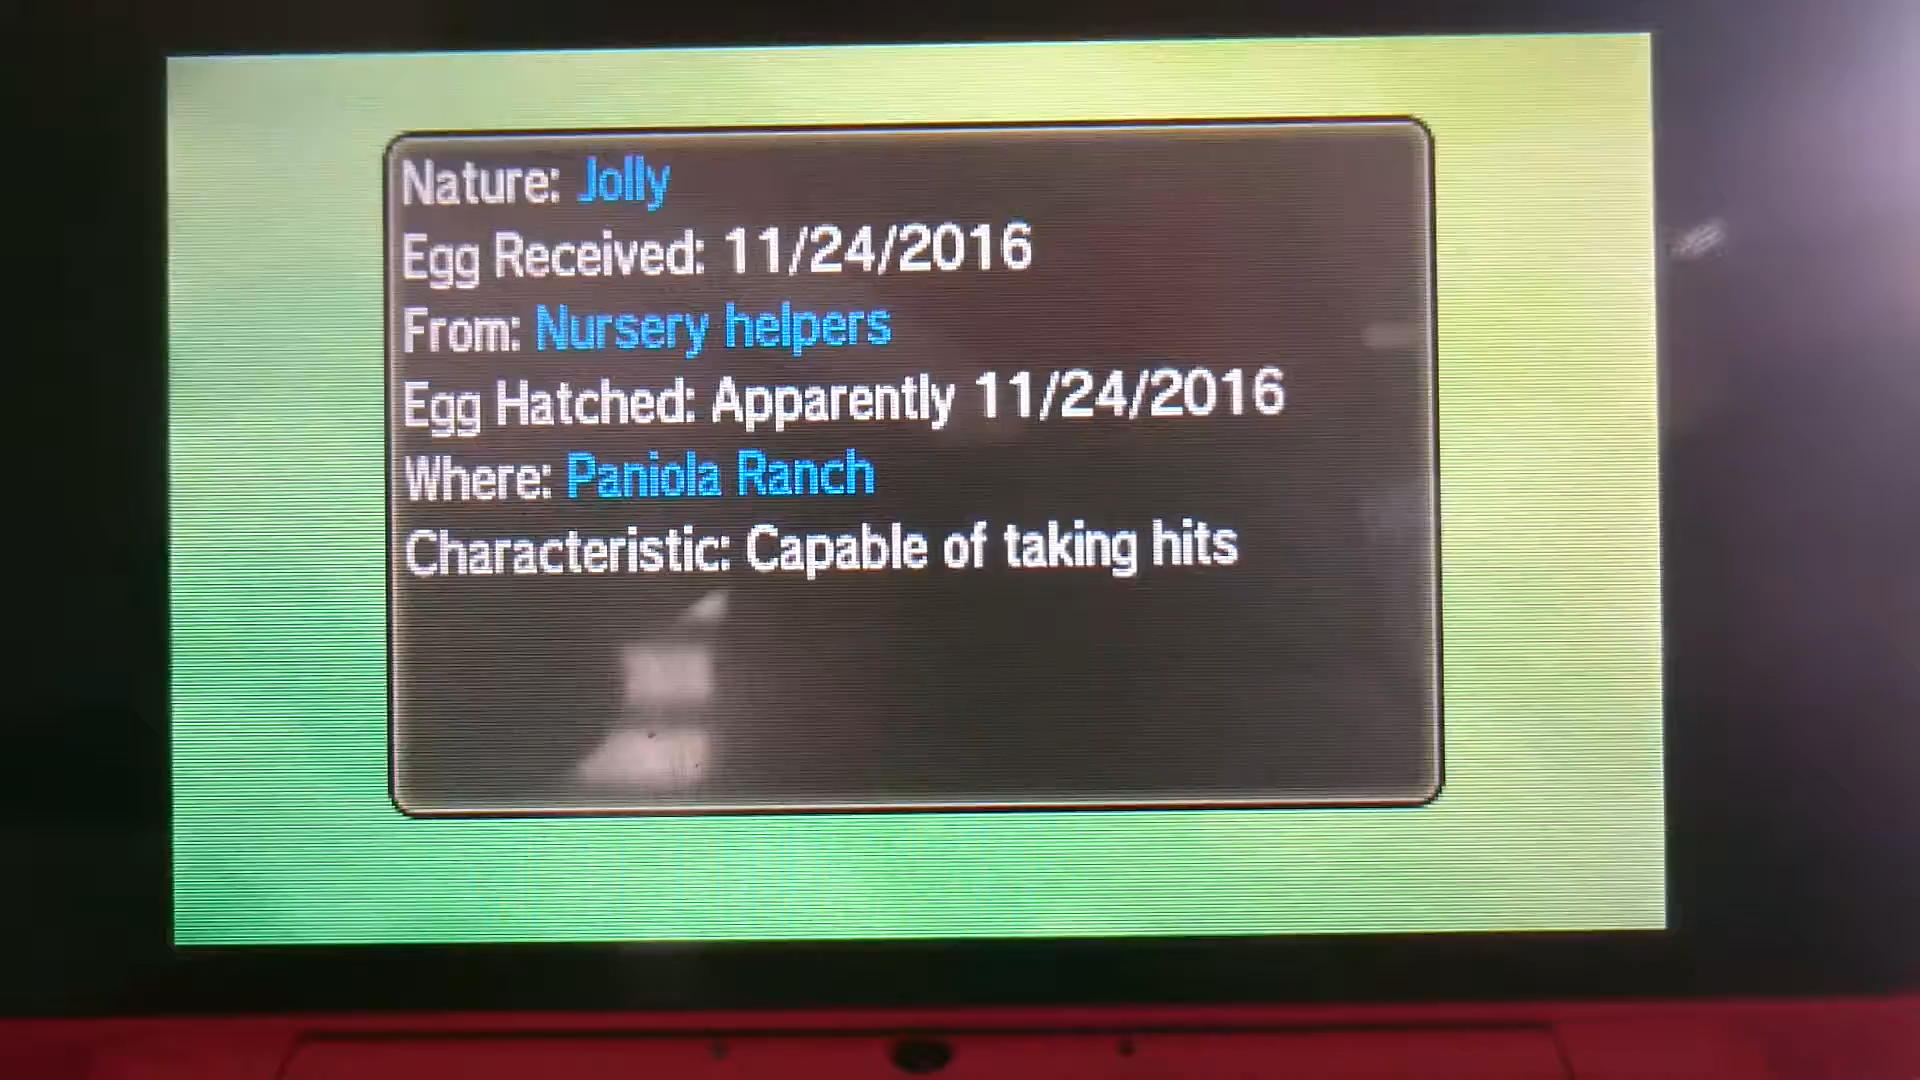 Nature: Jolly
Egg Received: 11/24/2016
From: Nursery helpers
Egg Hatched: Apparently 11/24/2016
Where: Paniola Ranch
Characteristic: Capable of taking hits